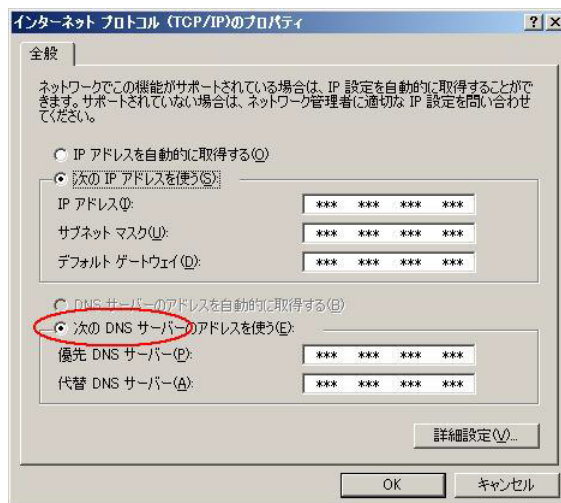 インターネット プロトコル (TCP/IP)のプロパティ
全般
ネットワークでこの機能がサポートされている場合は、IP 設定を自動的に取得することがで
きます。サポートされていない場合は、ネットワーク管理者に適切な IP 設定を問い合わせ
てください。
IP アドレスを自動的に取得する(O)
次の IP アドレスを使う(S):
IP アドレス(I): *** *** *** ***
サブネット マスク(U): *** *** *** ***
デフォルト ゲートウェイ(D): *** *** *** ***
DNS サーバーのアドレスを自動的に取得する(B)
次の DNS サーバーのアドレスを使う(E):
優先 DNS サーバー(P): *** *** *** ***
代替 DNS サーバー(A): *** *** *** ***
詳細設定(V)...
OK キャンセル